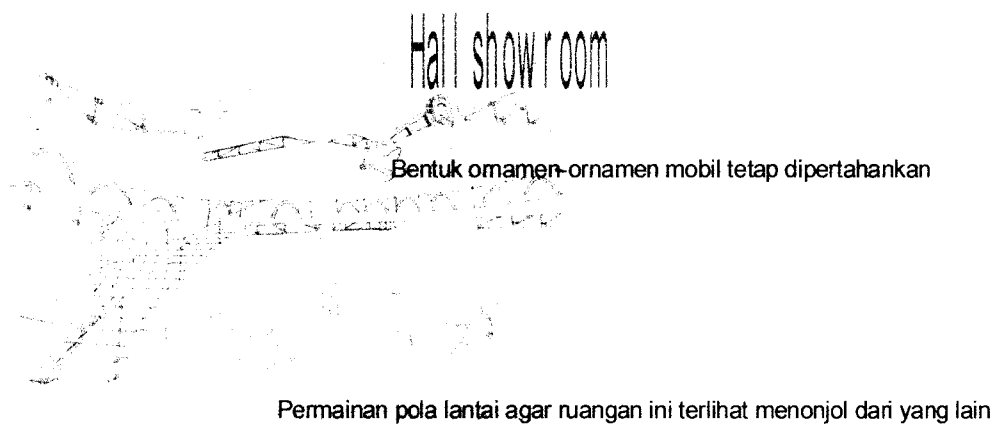 Hall showroom
Bentuk ornamen-ornamen mobil tetap dipertahankan
Permainan pola lantai agar ruangan ini terlihat menonjol dari yang lain